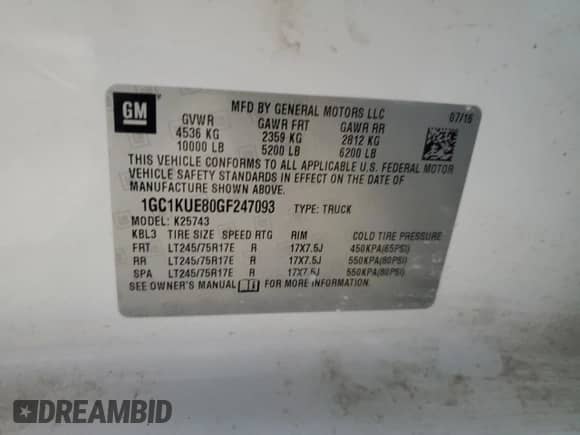 GM
MFD BY GENERAL MOTORS LLC
07/16
GVWR GAWR FRT GAWR RR
4536 KG 2359 KG 2812 KG
10000 LB 5200 LB 6200 LB
THIS VEHICLE CONFORMS TO ALL APPLICABLE U.S. FEDERAL MOTOR
VEHICLE SAFETY STANDARDS IN EFFECT ON THE DATE OF
MANUFACTURE SHOWN ABOVE.
1GC1KUE80GF247093 TYPE: TRUCK
MODEL: K25743
KBL3 TIRE SIZE SPEED RTG RIM COLD TIRE PRESSURE
FRT LT245/75R17E R 17X7.5J 450KPA(65PSI)
RR LT245/75R17E R 17X7.5J 550KPA(80PSI)
SPA LT245/75R17E R 17X7.5J 550KPA(80PSI)
SEE OWNER'S MANUAL FOR MORE INFORMATION.
DREAMBID